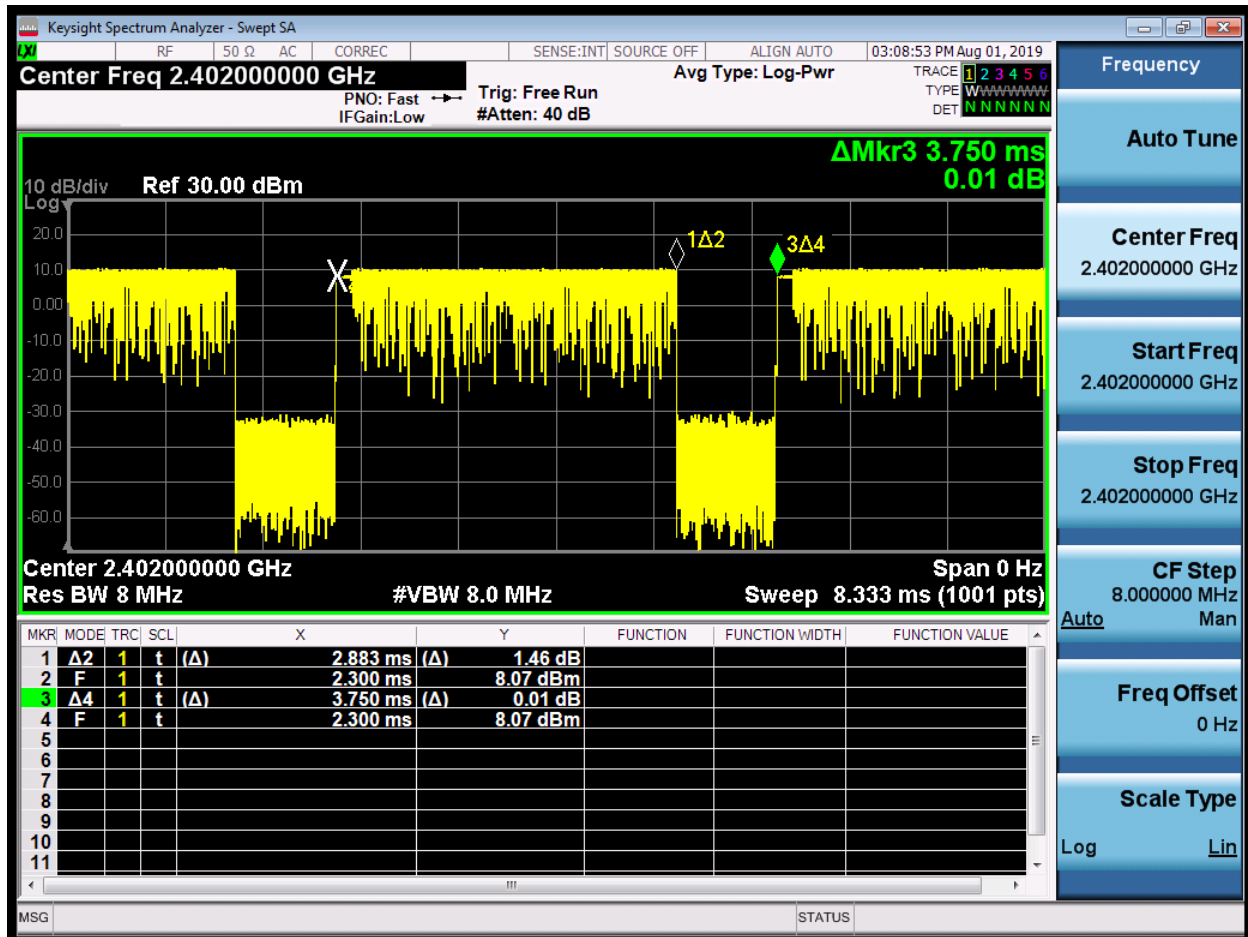 Keysight Spectrum Analyzer - Swept SA
LXI RF 50 Ω AC CORREC SENSE:INT SOURCE OFF ALIGN AUTO 03:08:53 PM Aug 01, 2019
Center Freq 2.402000000 GHz
PNO: Fast
IFGain:Low
Trig: Free Run
#Atten: 40 dB
Avg Type: Log-Pwr
TRACE 1 2 3 4 5 6
TYPE WWWWWW
DET N N N N N N
ΔMkr3 3.750 ms
0.01 dB
10 dB/div Ref 30.00 dBm
Log
20.0
10.0
0.00
-10.0
-20.0
-30.0
-40.0
-50.0
-60.0
X
1Δ2
3Δ4
Center 2.402000000 GHz Span 0 Hz
Res BW 8 MHz #VBW 8.0 MHz Sweep 8.333 ms (1001 pts)
MKR MODE TRC SCL X Y FUNCTION FUNCTION WIDTH FUNCTION VALUE
1 Δ2 1 t (Δ) 2.883 ms (Δ) 1.46 dB
2 F 1 t 2.300 ms 8.07 dBm
3 Δ4 1 t (Δ) 3.750 ms (Δ) 0.01 dB
4 F 1 t 2.300 ms 8.07 dBm
5
6
7
8
9
10
11
MSG STATUS
Frequency
Auto Tune
Center Freq
2.402000000 GHz
Start Freq
2.402000000 GHz
Stop Freq
2.402000000 GHz
CF Step
8.000000 MHz
Auto Man
Freq Offset
0 Hz
Scale Type
Log Lin